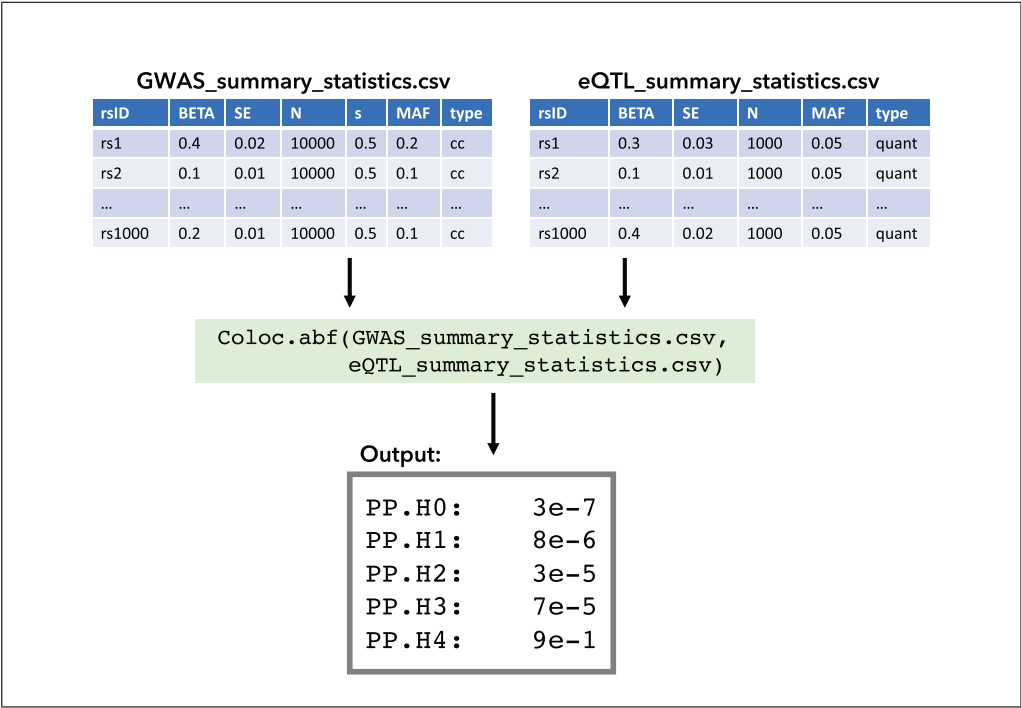 GWAS_summary_statistics.csv
rsID BETA SE N s MAF type
rs1 0.4 0.02 10000 0.5 0.2 cc
rs2 0.1 0.01 10000 0.5 0.1 cc
... ... ... ... ... ... ...
rs1000 0.2 0.01 10000 0.5 0.1 cc
eQTL_summary_statistics.csv
rsID BETA SE N MAF type
rs1 0.3 0.03 1000 0.05 quant
rs2 0.1 0.01 1000 0.05 quant
... ... ... ... ... ...
rs1000 0.4 0.02 1000 0.05 quant
Coloc.abf(GWAS_summary_statistics.csv,
eQTL_summary_statistics.csv)
Output:
PP.H0: 3e-7
PP.H1: 8e-6
PP.H2: 3e-5
PP.H3: 7e-5
PP.H4: 9e-1